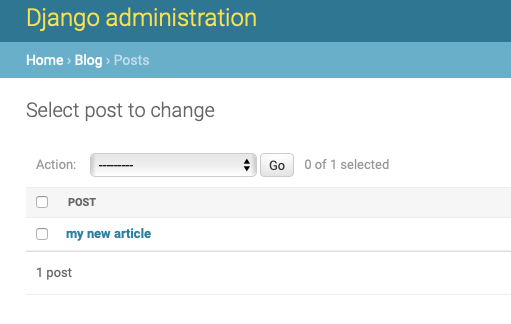 Django administration
Home › Blog › Posts
Select post to change
Action: --------- Go 0 of 1 selected
POST
my new article
1 post